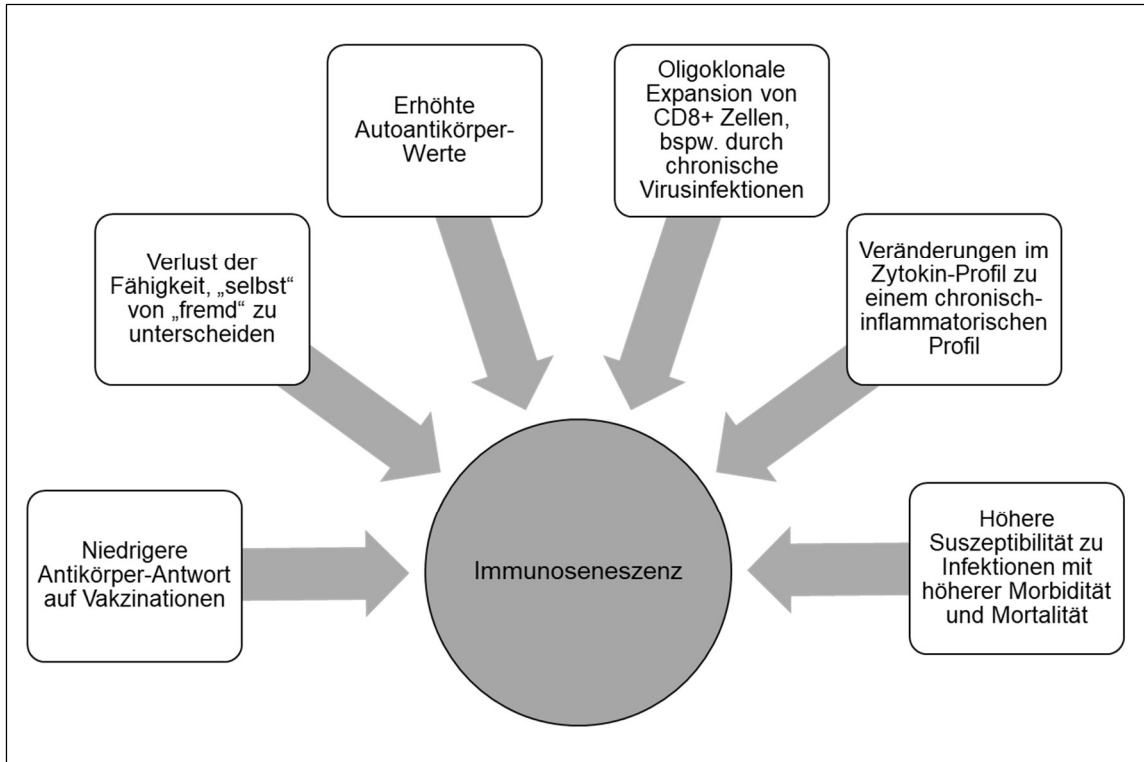 Oligoklonale
Expansion von
CD8+ Zellen,
bspw. durch
chronische
Virusinfektionen
Erhöhte
Autoantikörper-
Werte
Veränderungen im
Zytokin-Profil zu
einem chronisch-
inflammatorischen
Profil
Verlust der
Fähigkeit, „selbst“
von „fremd“ zu
unterscheiden
Höhere
Suszeptibilität zu
Infektionen mit
höherer Morbidität
und Mortalität
Niedrigere
Antikörper-Antwort
auf Vakzinationen
Immunoseneszenz